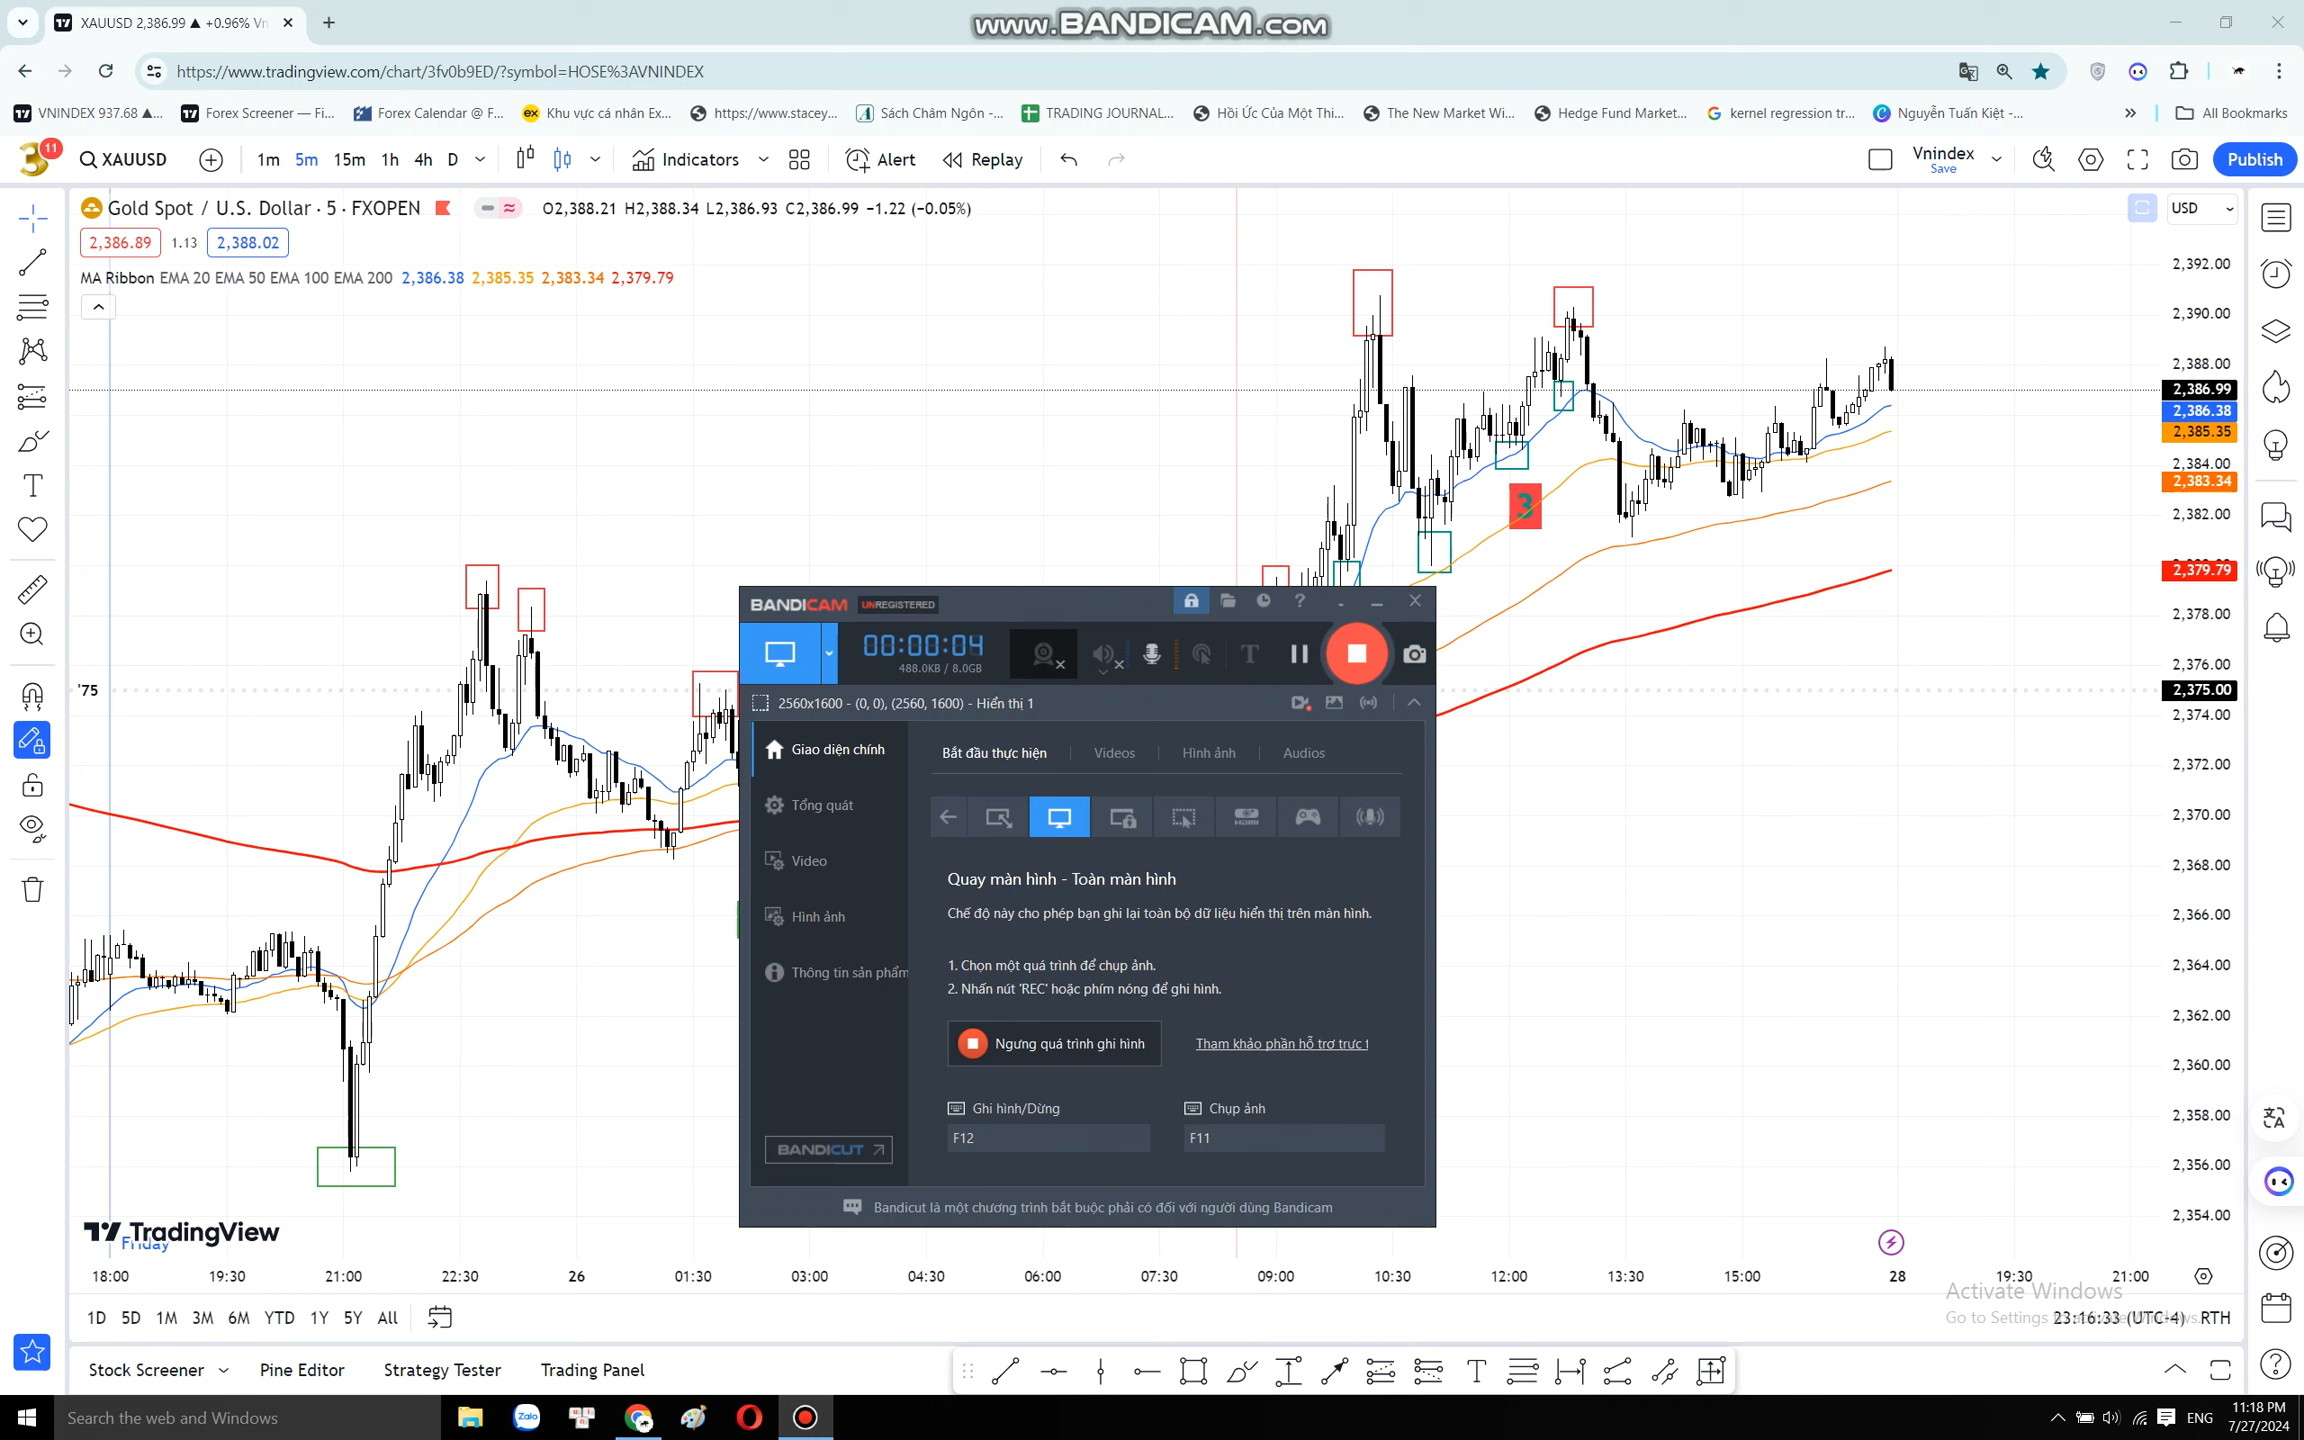 XAUUSD 2,386.99 ▲ +0.96% Vn
www.BANDICAM.com
https://www.tradingview.com/chart/3fv0b9ED/?symbol=HOSE%3AVNINDEX
VNINDEX 937.68 ▲... Forex Screener — Fi... Forex Calendar @ F... Khu vực cá nhân Ex... https://www.stacey... Sách Châm Ngôn -... TRADING JOURNAL... Hồi Ức Của Một Thi... The New Market Wi... Hedge Fund Market... kernel regression tr... Nguyễn Tuấn Kiệt -... » All Bookmarks
11
XAUUSD 1m 5m 15m 1h 4h D Indicators Alert Replay Vnindex Save Publish
Gold Spot / U.S. Dollar · 5 · FXOPEN O2,388.21 H2,388.34 L2,386.93 C2,386.99 −1.22 (−0.05%) USD
2,386.89 1.13 2,388.02
MA Ribbon EMA 20 EMA 50 EMA 100 EMA 200 2,386.38 2,385.35 2,383.34 2,379.79
2,392.00
2,390.00
2,388.00
2,386.99
2,386.38
2,385.35
2,384.00
2,383.34
3
2,382.00
2,379.79
2,378.00
2,376.00
'75
2,375.00
2,374.00
2,372.00
2,370.00
2,368.00
2,366.00
2,364.00
2,362.00
2,360.00
2,358.00
2,356.00
2,354.00
BANDICAM UNREGISTERED
00:00:04
488.0KB / 8.0GB
2560x1600 - (0, 0), (2560, 1600) - Hiển thị 1
Giao diện chính
Tổng quát
Video
Hình ảnh
Thông tin sản phẩm
BANDICUT
Bắt đầu thực hiện Videos Hình ảnh Audios
HDMI
Quay màn hình - Toàn màn hình
Chế độ này cho phép bạn ghi lại toàn bộ dữ liệu hiển thị trên màn hình.
1. Chọn một quá trình để chụp ảnh.
2. Nhấn nút 'REC' hoặc phím nóng để ghi hình.
Ngưng quá trình ghi hình Tham khảo phần hỗ trợ trực t
Ghi hình/Dừng Chụp ảnh
F12 F11
Bandicut là một chương trình bắt buộc phải có đối với người dùng Bandicam
TradingView
Friday
18:00 19:30 21:00 22:30 26 01:30 03:00 04:30 06:00 07:30 09:00 10:30 12:00 13:30 15:00 28 19:30 21:00
Activate Windows
Go to Settings to activate Windows.
1D 5D 1M 3M 6M YTD 1Y 5Y All 23:16:33 (UTC-4) RTH
Stock Screener Pine Editor Strategy Tester Trading Panel
Search the web and Windows
Zalo
ENG
11:18 PM
7/27/2024